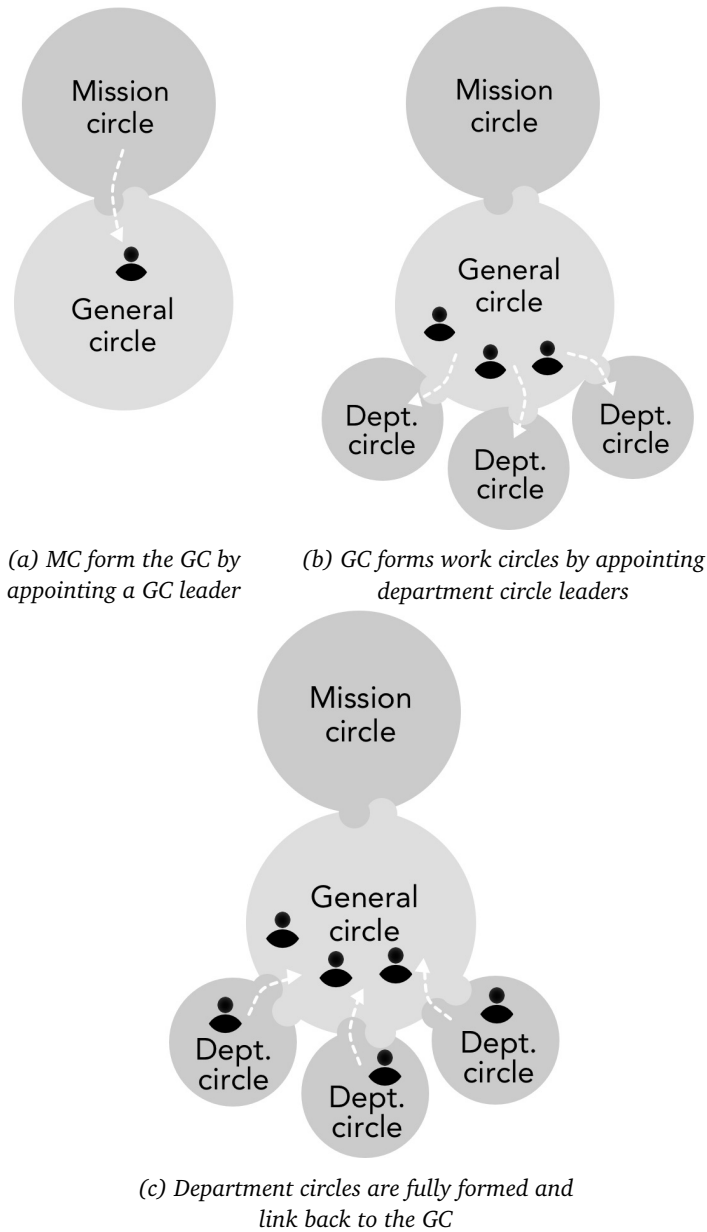 Mission
circle
General
circle
(a) MC form the GC by
appointing a GC leader
Mission
circle
General
circle
Dept.
circle
Dept.
circle
Dept.
circle
(b) GC forms work circles by appointing
department circle leaders
Mission
circle
General
circle
Dept.
circle
Dept.
circle
Dept.
circle
(c) Department circles are fully formed and
link back to the GC